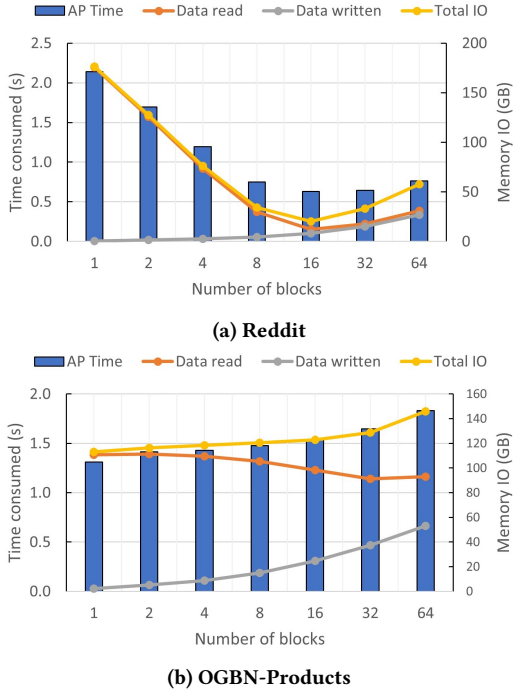 AP Time Data read Data written Total IO
2.5 200
2.0 150
1.5
100
1.0
50
0.5
0.0 0
Time consumed (s)
Memory IO (GB)
1 2 4 8 16 32 64
Number of blocks
(a) Reddit
AP Time Data read Data written Total IO
2.0 160
140
1.5 120
100
1.0 80
60
0.5 40
20
0.0 0
Time consumed (s)
Memory IO (GB)
1 2 4 8 16 32 64
Number of blocks
(b) OGBN-Products